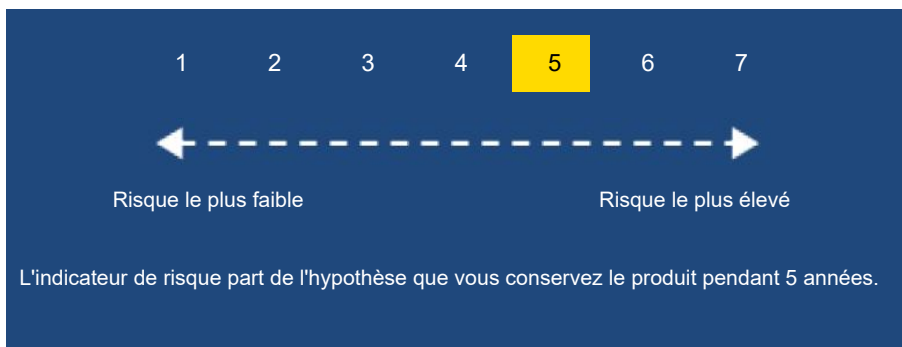 1 2 3 4 5 6 7
Risque le plus faible Risque le plus élevé
L'indicateur de risque part de l'hypothèse que vous conservez le produit pendant 5 années.